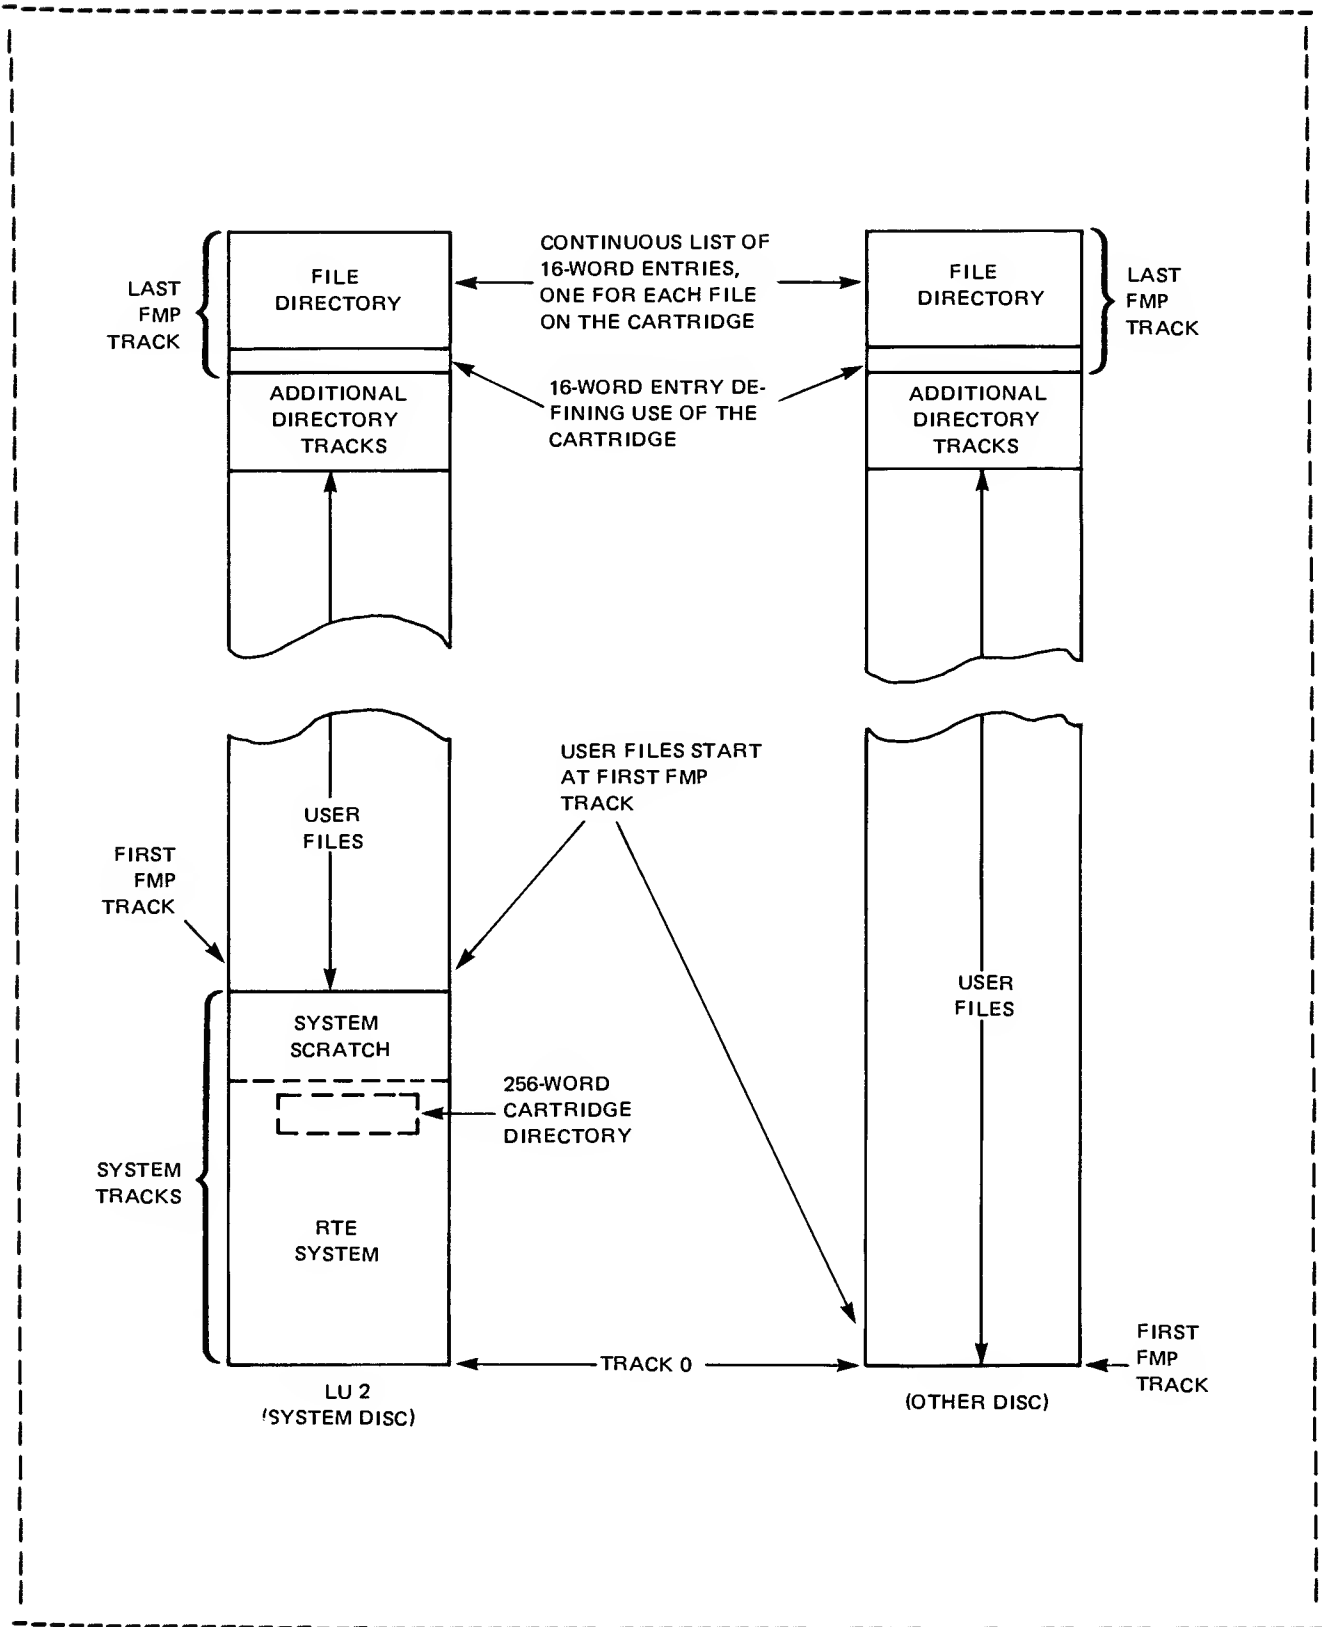 CONTINUOUS LIST OF
16-WORD ENTRIES,
ONE FOR EACH FILE
ON THE CARTRIDGE
FILE
DIRECTORY
FILE
DIRECTORY
LAST
FMP
TRACK
LAST
FMP
TRACK
16-WORD ENTRY DE-
FINING USE OF THE
CARTRIDGE
ADDITIONAL
DIRECTORY
TRACKS
ADDITIONAL
DIRECTORY
TRACKS
USER FILES START
AT FIRST FMP
TRACK
USER
FILES
FIRST
FMP
TRACK
USER
FILES
SYSTEM
SCRATCH
256-WORD
CARTRIDGE
DIRECTORY
SYSTEM
TRACKS
RTE
SYSTEM
TRACK 0
FIRST
FMP
TRACK
LU 2
(SYSTEM DISC)
(OTHER DISC)